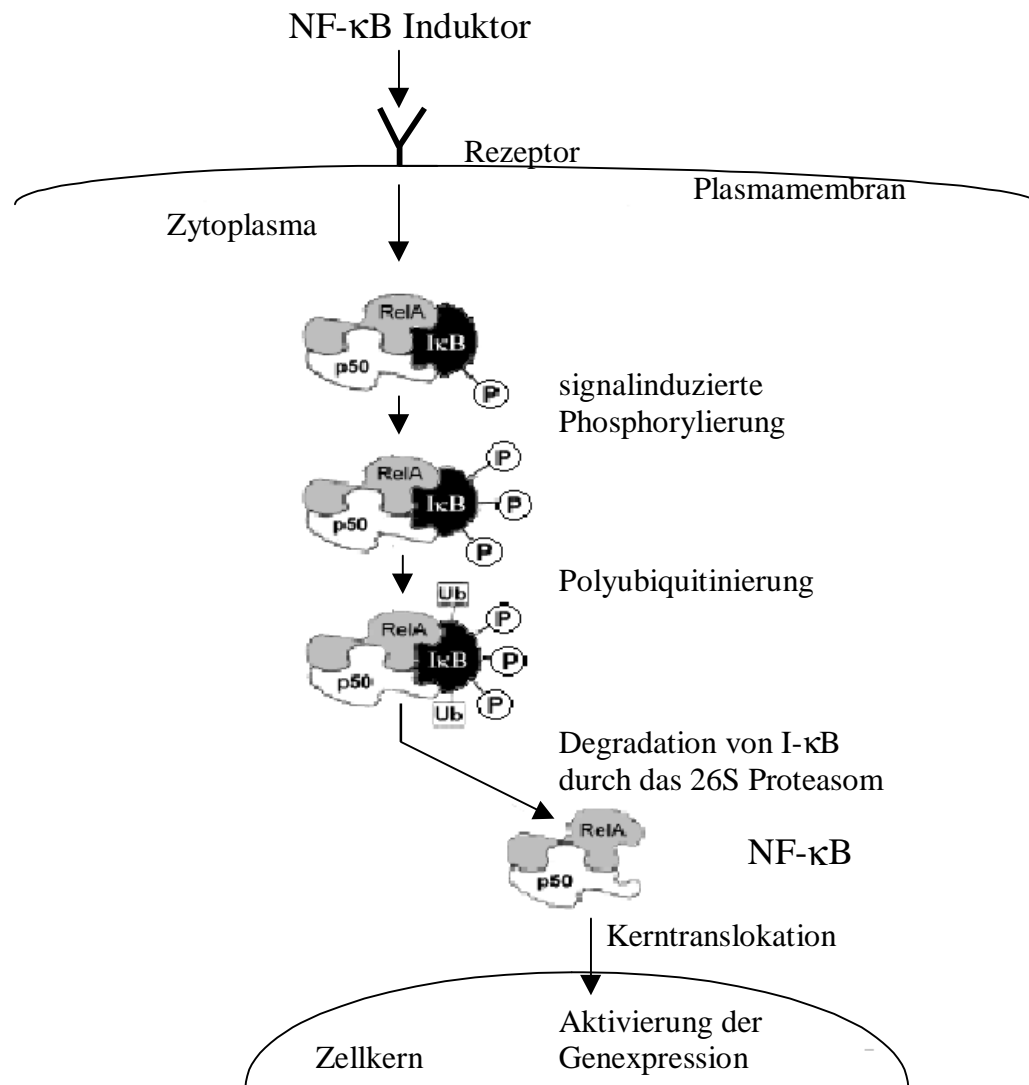 NF-κB Induktor
Rezeptor
Plasmamembran
Zytoplasma
RelA
IκB
p50
P
signalinduzierte
Phosphorylierung
P
RelA
IκB
P
p50
P
Polyubiquitinierung
Ub
P
RelA
IκB
P
p50
P
Ub
Degradation von I-κB
durch das 26S Proteasom
RelA
NF-κB
p50
Kerntranslokation
Aktivierung der
Zellkern Genexpression